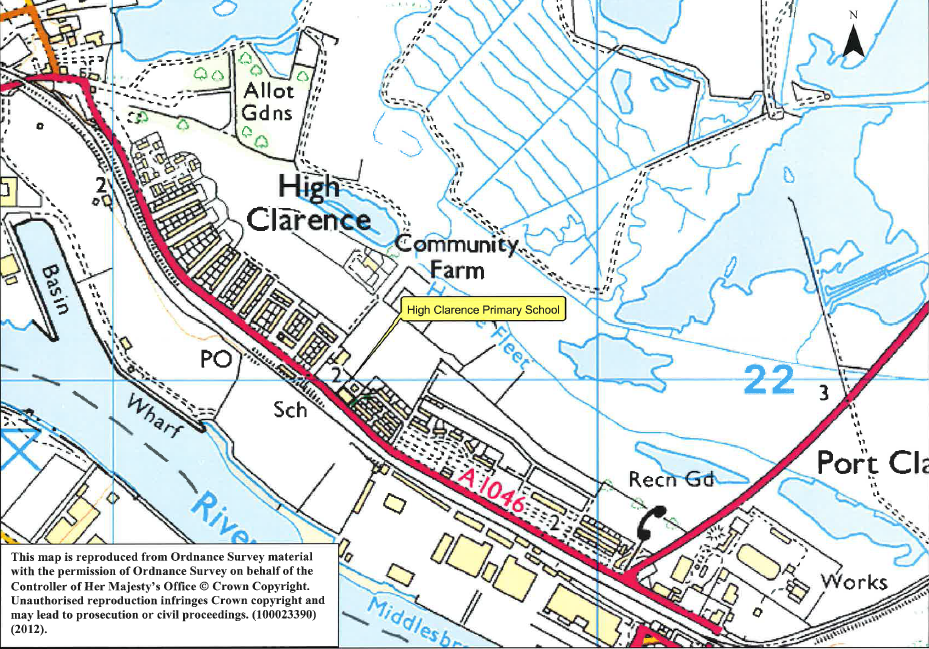 N
Allot
Gdns
2
High
Clarence
Community
Farm
Basin
High Clarence Primary School
Fleet
PO
2
22
3
Sch
Wharf
A 1046
Recn Gd
Port Cla
2
River
Works
Middlesbr
This map is reproduced from Ordnance Survey material
with the permission of Ordnance Survey on behalf of the
Controller of Her Majesty's Office © Crown Copyright.
Unauthorised reproduction infringes Crown copyright and
may lead to prosecution or civil proceedings. (100023390)
(2012).